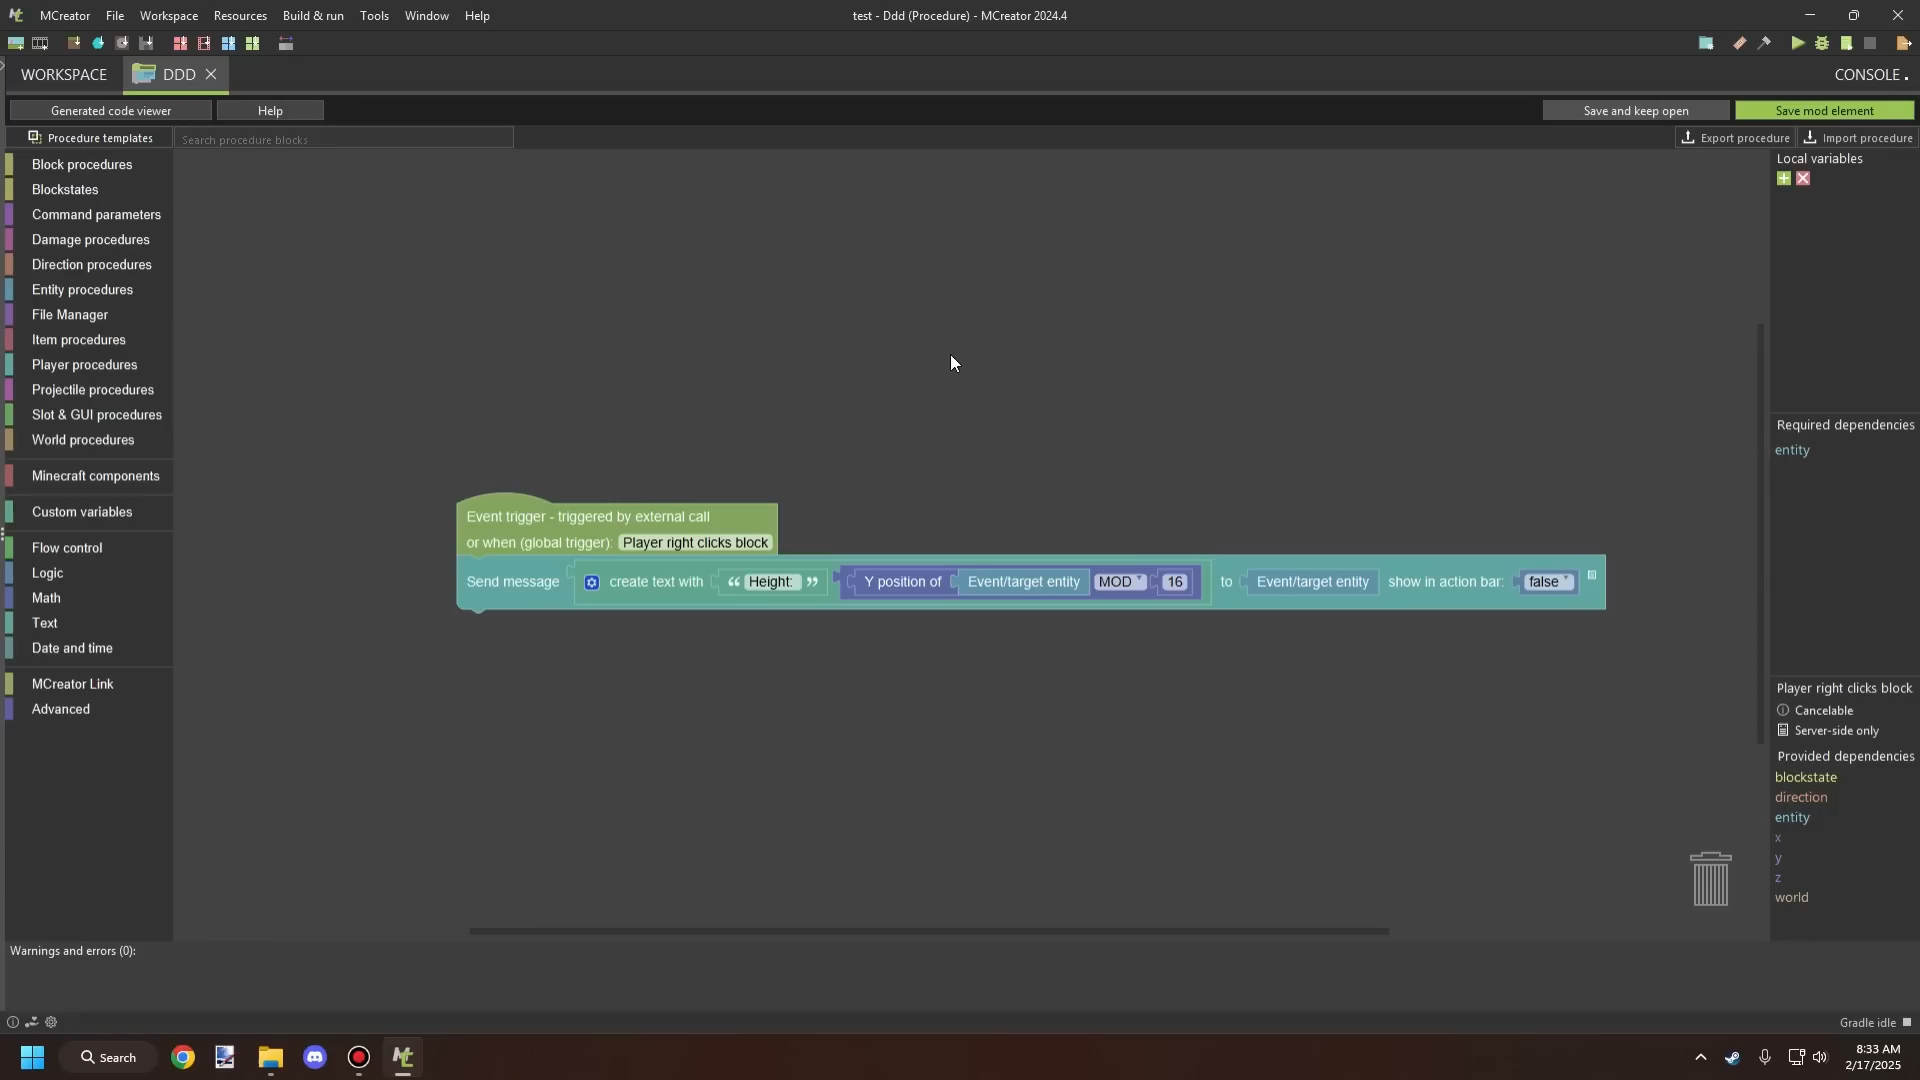 MCreator File Workspace Resources Build & run Tools Window Help
test - Ddd (Procedure) - MCreator 2024.4
WORKSPACE
DDD
CONSOLE
Generated code viewer
Help
Save and keep open
Save mod element
Procedure templates
Search procedure blocks
Export procedure
Import procedure
Block procedures
Blockstates
Command parameters
Damage procedures
Direction procedures
Entity procedures
File Manager
Item procedures
Player procedures
Projectile procedures
Slot & GUI procedures
World procedures
Minecraft components
Custom variables
Flow control
Logic
Math
Text
Date and time
MCreator Link
Advanced
Event trigger - triggered by external call
or when (global trigger): Player right clicks block
Send message create text with “ Height: ” Y position of Event/target entity MOD 16 to Event/target entity show in action bar: false
Local variables
Required dependencies
entity
Player right clicks block
Cancelable
Server-side only
Provided dependencies
blockstate
direction
entity
x
y
z
world
Warnings and errors (0):
Gradle idle
Search
8:33 AM
2/17/2025